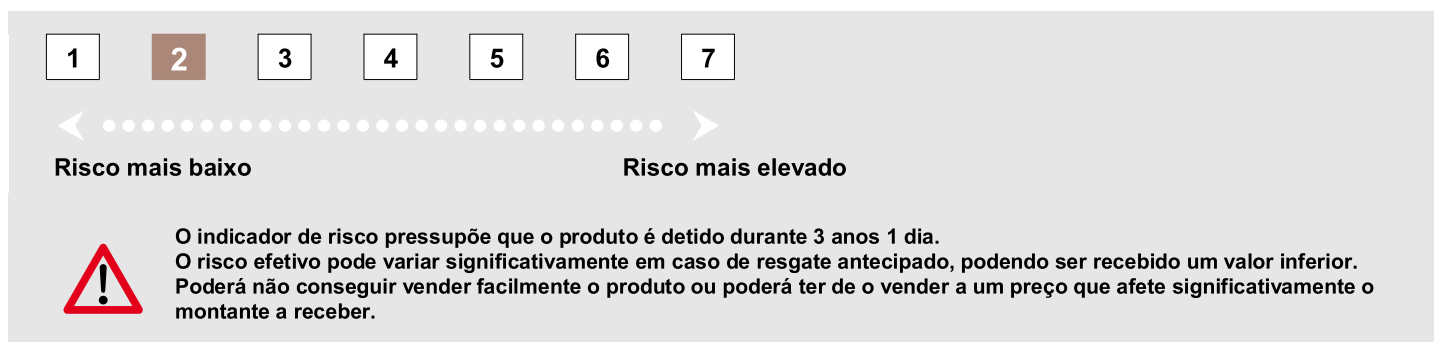 1 2 3 4 5 6 7
Risco mais baixo Risco mais elevado
O indicador de risco pressupõe que o produto é detido durante 3 anos 1 dia.
O risco efetivo pode variar significativamente em caso de resgate antecipado, podendo ser recebido um valor inferior.
Poderá não conseguir vender facilmente o produto ou poderá ter de o vender a um preço que afete significativamente o
montante a receber.